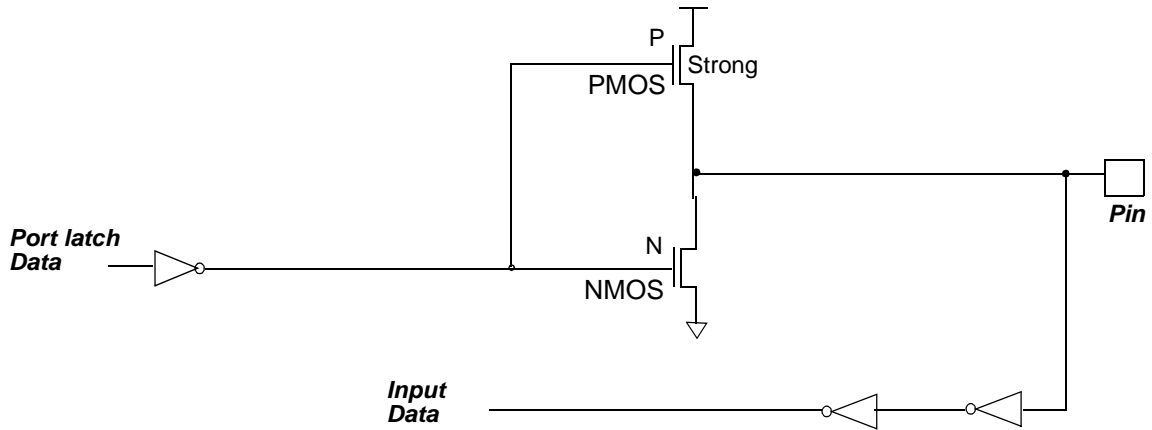 P
Strong
PMOS
Pin
Port latch
Data
N
NMOS
Input
Data